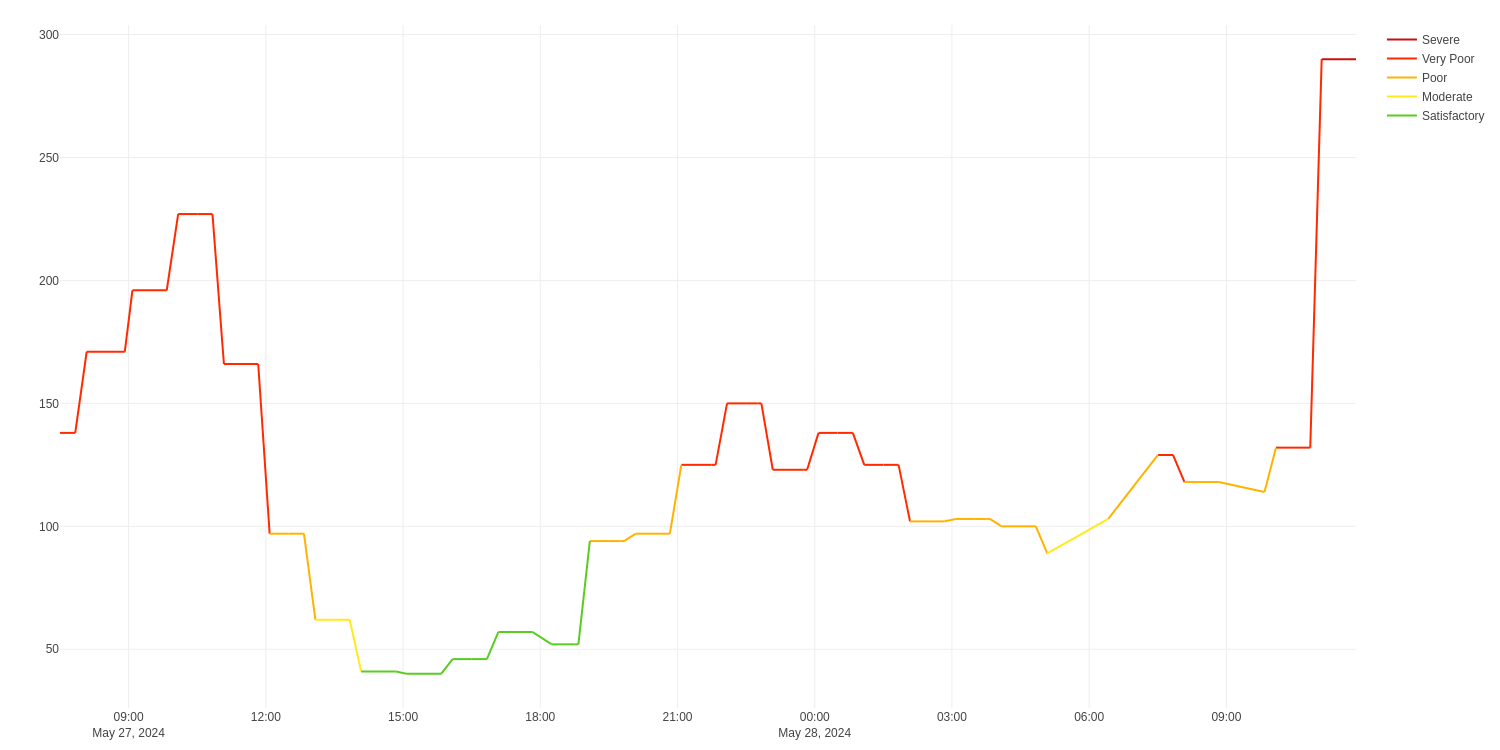 300
250
200
150
100
50
09:00
May 27, 2024
12:00
15:00
18:00
21:00
00:00
May 28, 2024
03:00
06:00
09:00
Severe
Very Poor
Poor
Moderate
Satisfactory